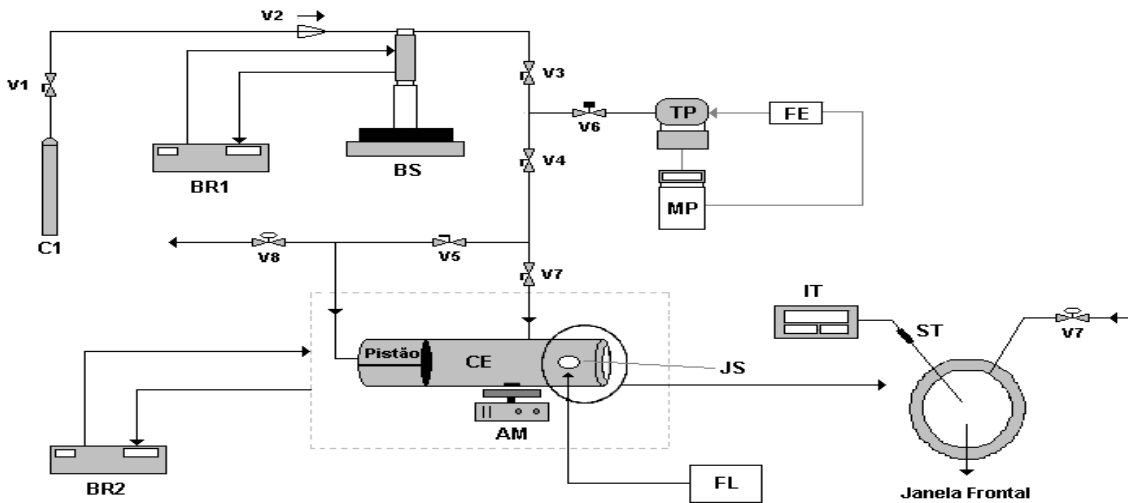 V2
V1
V3
TP
FE
V6
BR1
BS
V4
MP
C1
V8
V5
V7
IT
ST
V7
Pistão
CE
JS
AM
BR2
FL
Janela Frontal